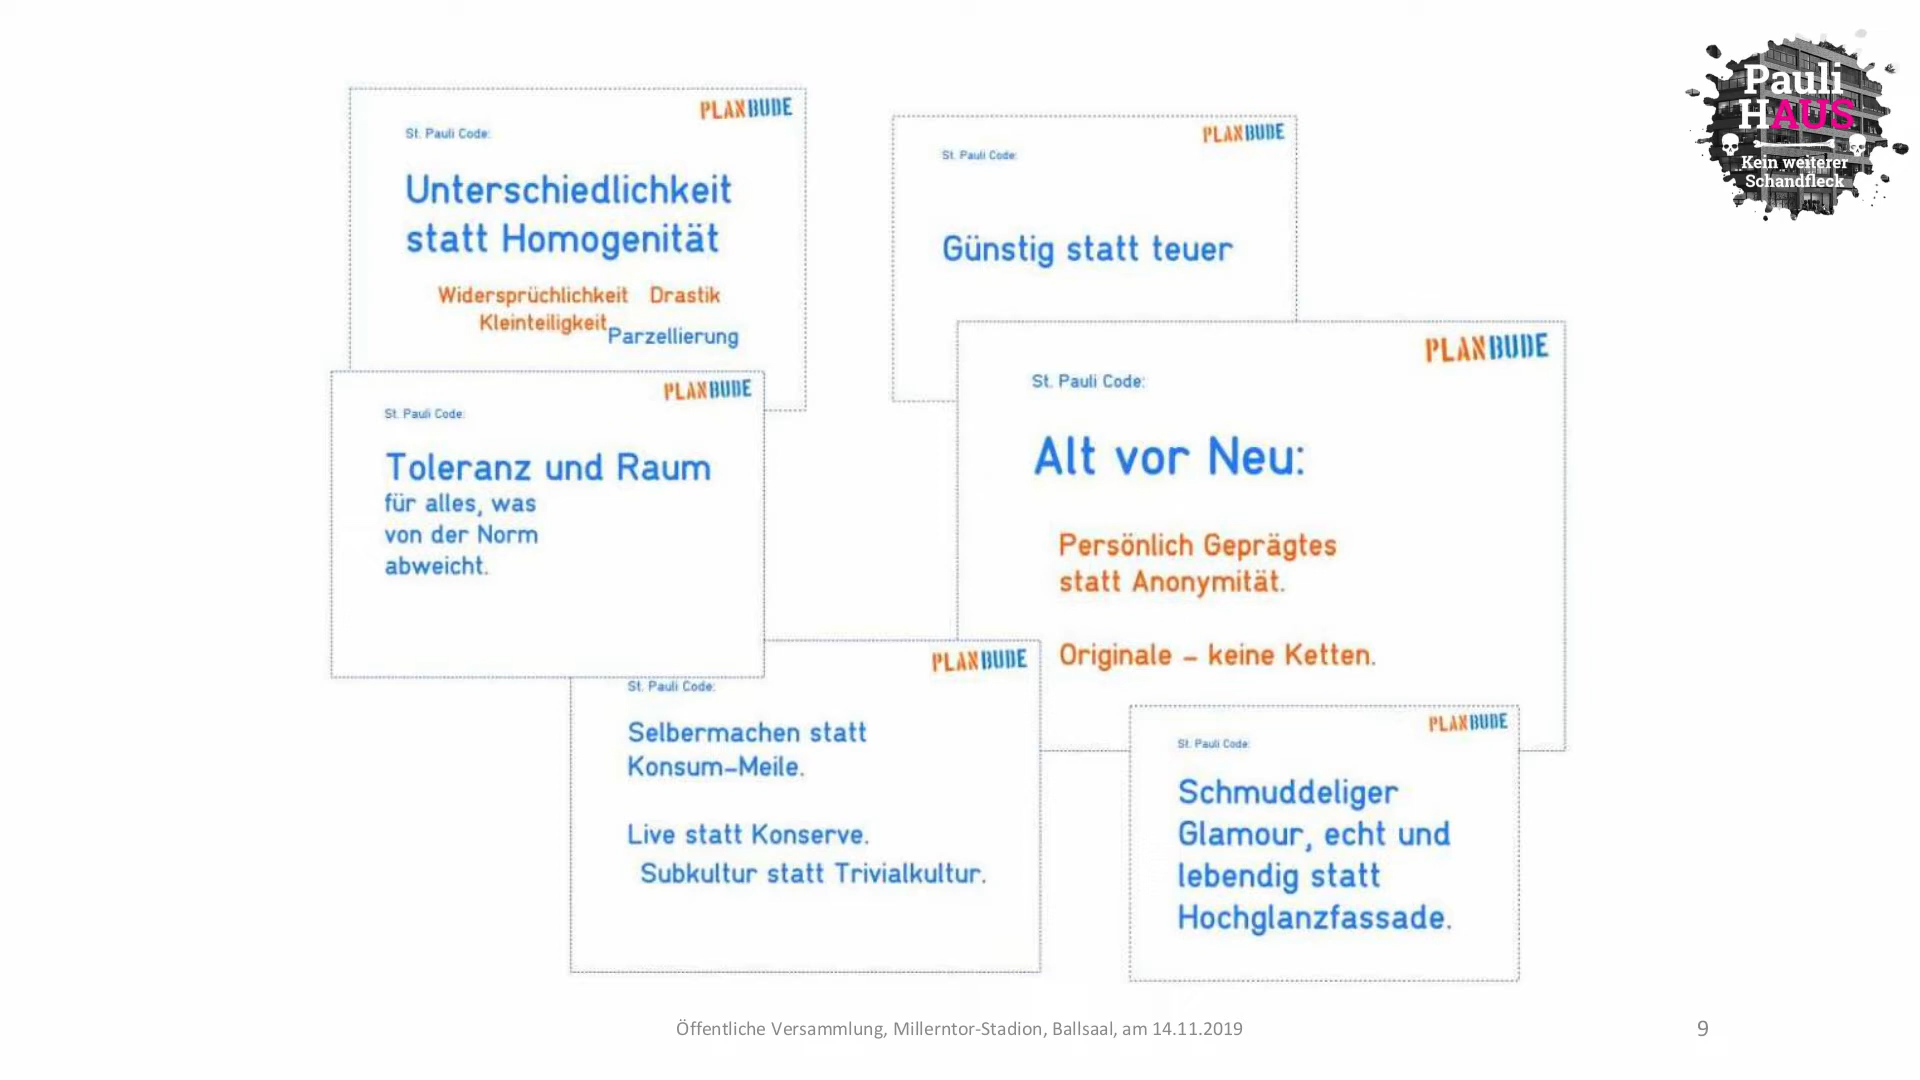 PLANBUDE
St. Pauli Code:
Unterschiedlichkeit
statt Homogenität
Widersprüchlichkeit Drastik
Kleinteiligkeit
Parzellierung
PLANBUDE
St. Pauli Code:
Günstig statt teuer
Pauli
HAUS
Kein weiterer
Schandfleck
PLANBUDE
St. Pauli Code:
Toleranz und Raum
für alles, was
von der Norm
abweicht.
PLANBUDE
St. Pauli Code:
Alt vor Neu:
Persönlich Geprägtes
statt Anonymität.
Originale – keine Ketten.
PLANBUDE
St. Pauli Code:
Selbermachen statt
Konsum-Meile.
Live statt Konserve.
Subkultur statt Trivialkultur.
PLANBUDE
St. Pauli Code:
Schmuddeliger
Glamour, echt und
lebendig statt
Hochglanzfassade.
Öffentliche Versammlung, Millerntor-Stadion, Ballsaal, am 14.11.2019
9